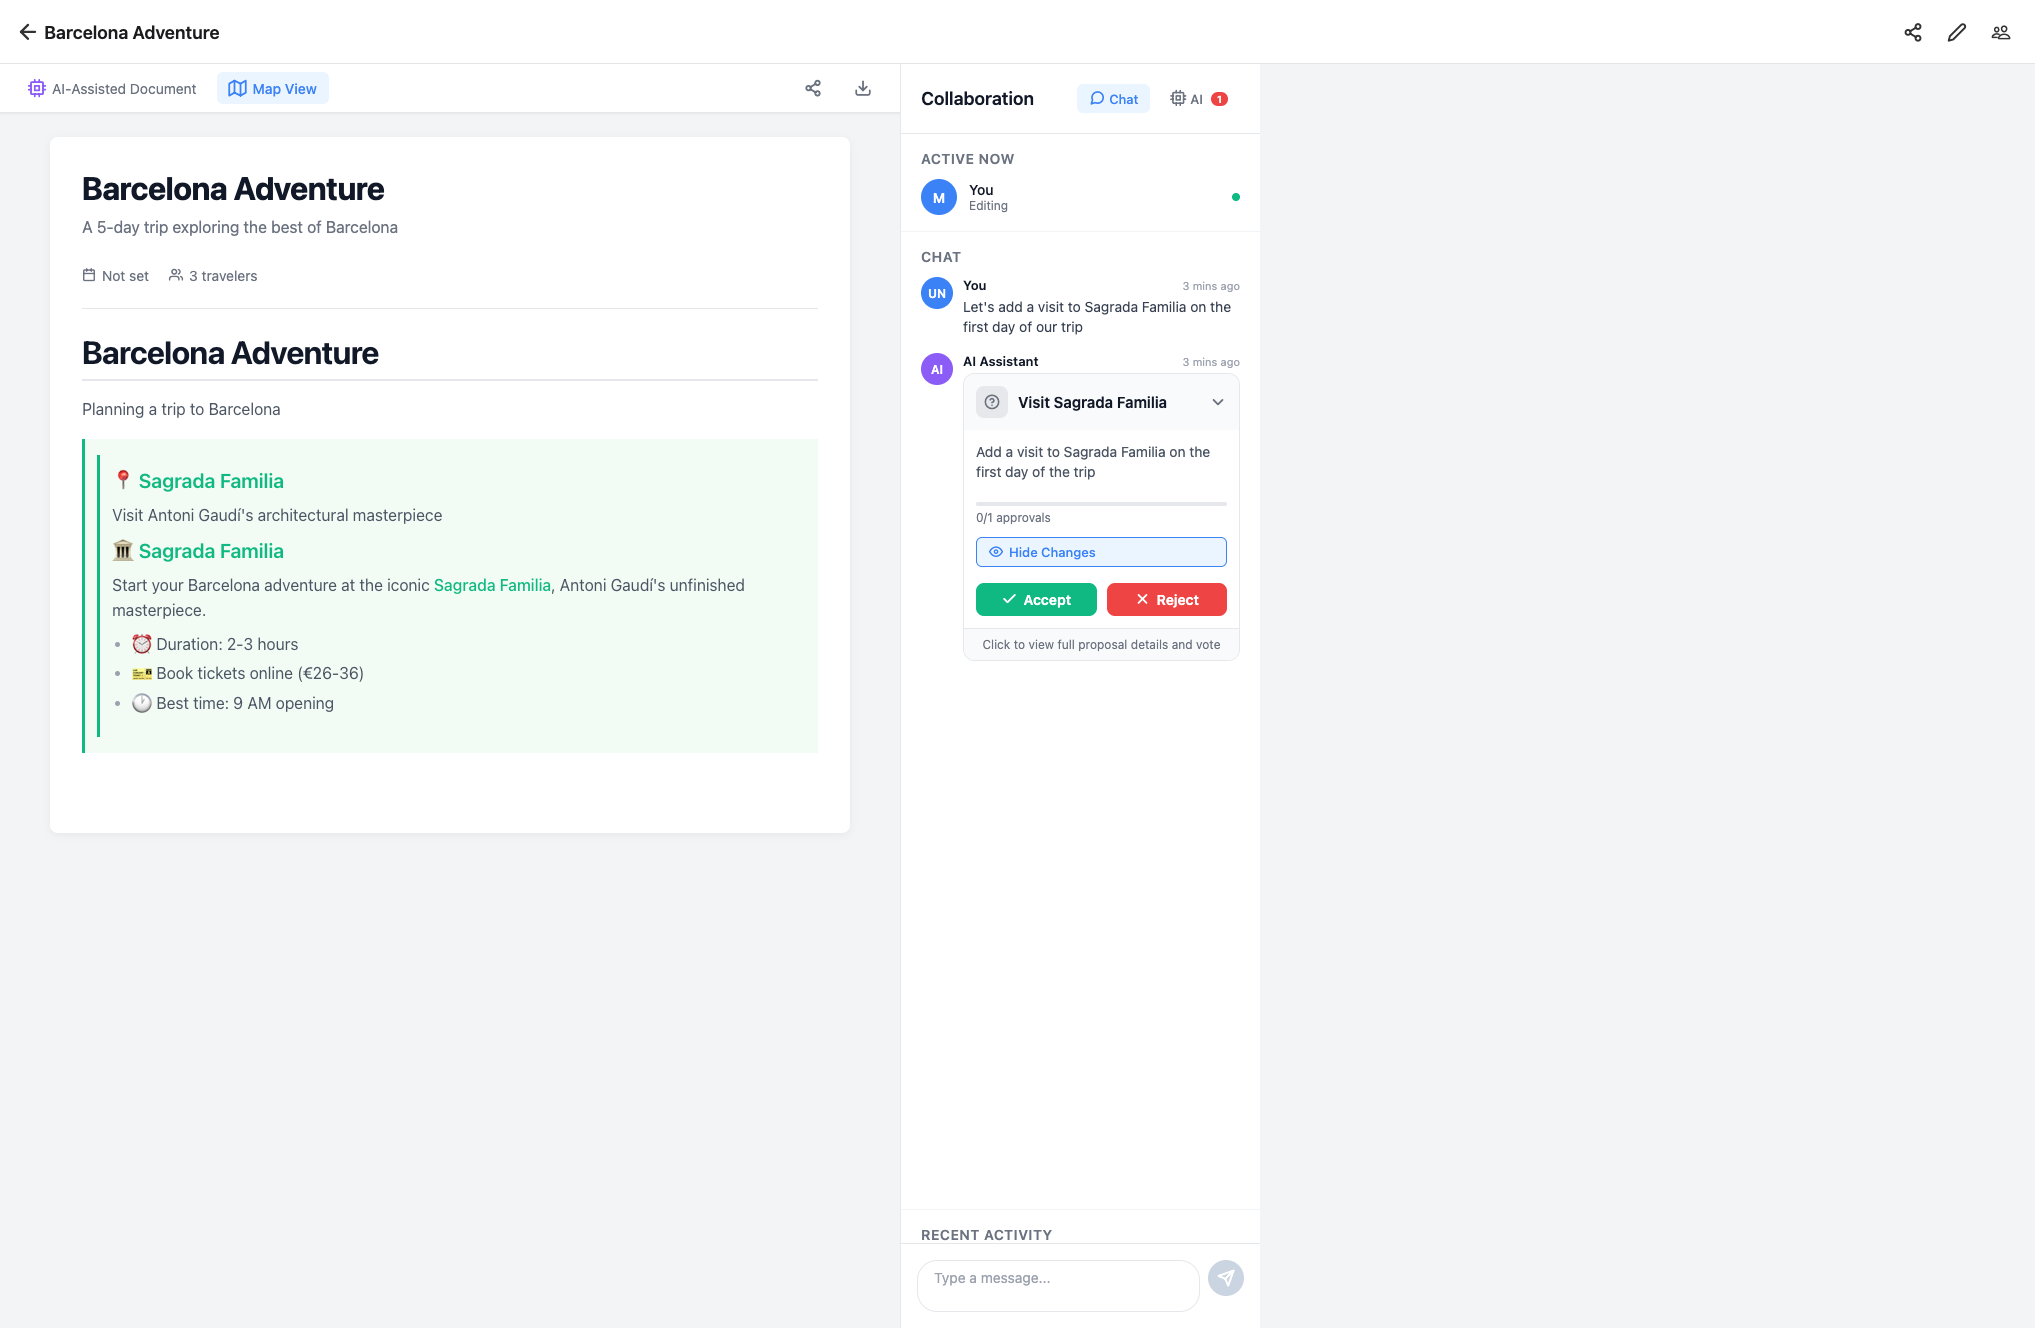 Barcelona Adventure
AI-Assisted Document
Map View
Barcelona Adventure
A 5-day trip exploring the best of Barcelona
Not set
3 travelers
Barcelona Adventure
Planning a trip to Barcelona
Sagrada Familia
Visit Antoni Gaudí's architectural masterpiece
Sagrada Familia
Start your Barcelona adventure at the iconic Sagrada Familia, Antoni Gaudí's unfinished
masterpiece.
Duration: 2-3 hours
Book tickets online (€26-36)
Best time: 9 AM opening
Collaboration
Chat
AI 1
ACTIVE NOW
M
You
Editing
CHAT
UN
You
3 mins ago
Let's add a visit to Sagrada Familia on the
first day of our trip
AI
AI Assistant
3 mins ago
Visit Sagrada Familia
Add a visit to Sagrada Familia on the
first day of the trip
0/1 approvals
Hide Changes
Accept
Reject
Click to view full proposal details and vote
RECENT ACTIVITY
Type a message...